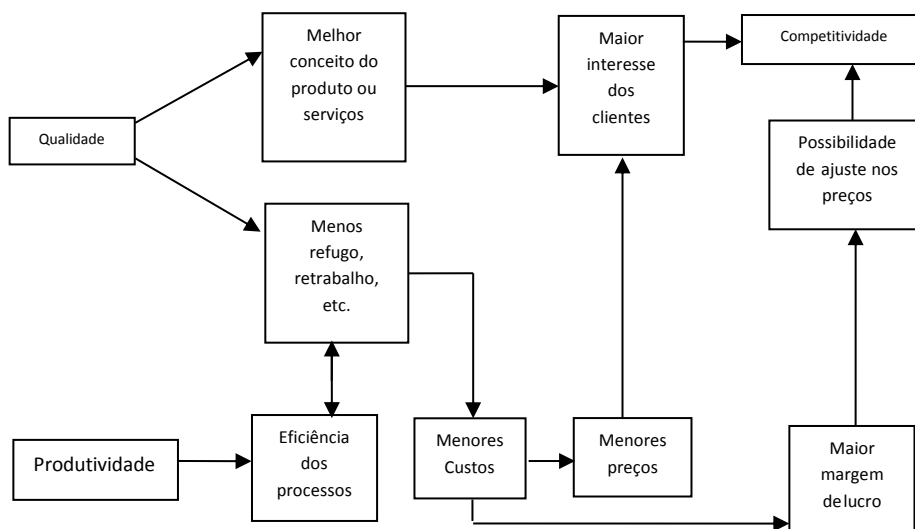 Melhor
conceito do
produto ou
serviços
Maior
interesse
dos
clientes
Competitividade
Qualidade
Possibilidade
de ajuste nos
preços
Menos
refugo,
retrabalho,
etc.
Produtividade
Eficiência
dos
processos
Menores
Custos
Menores
preços
Maior
margem
delucro